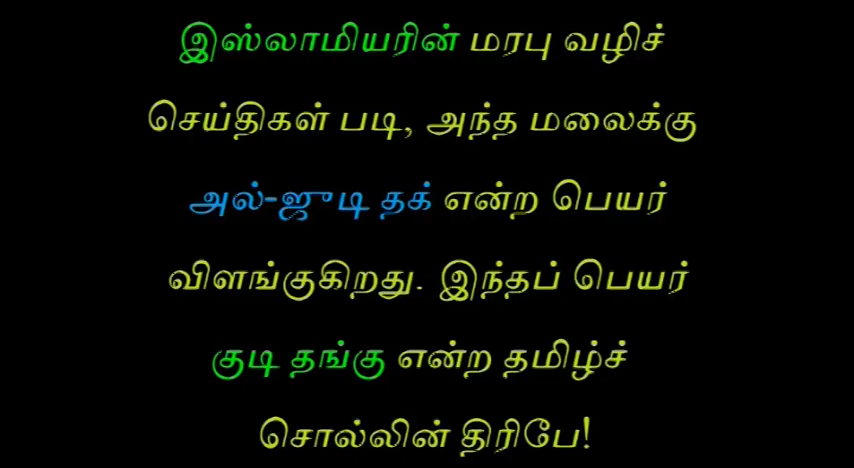 இஸ்லாமியரின் மரபு வழிச்
செய்திகள் படி, அந்த மலைக்கு
அல்-ஜுடி தக் என்ற பெயர்
விளங்குகிறது. இந்தப் பெயர்
குடி தங்கு என்ற தமிழ்ச்
சொல்லின் திரிபே!